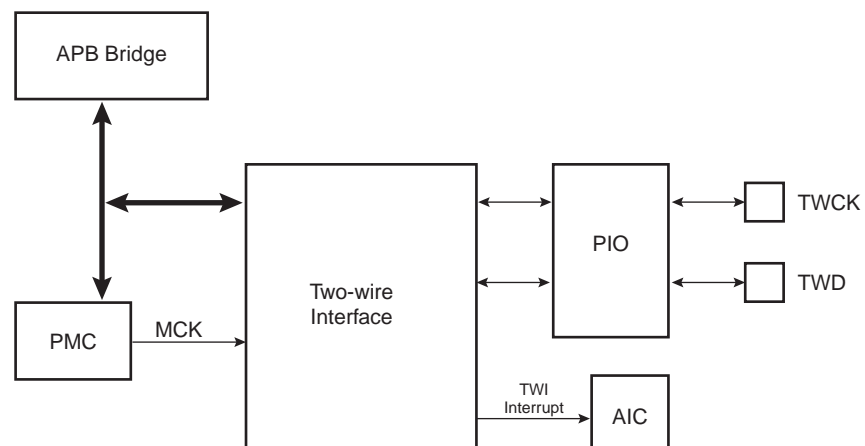 APB Bridge
TWCK
PIO
TWD
Two-wire
Interface
MCK
PMC
TWI
Interrupt
AIC